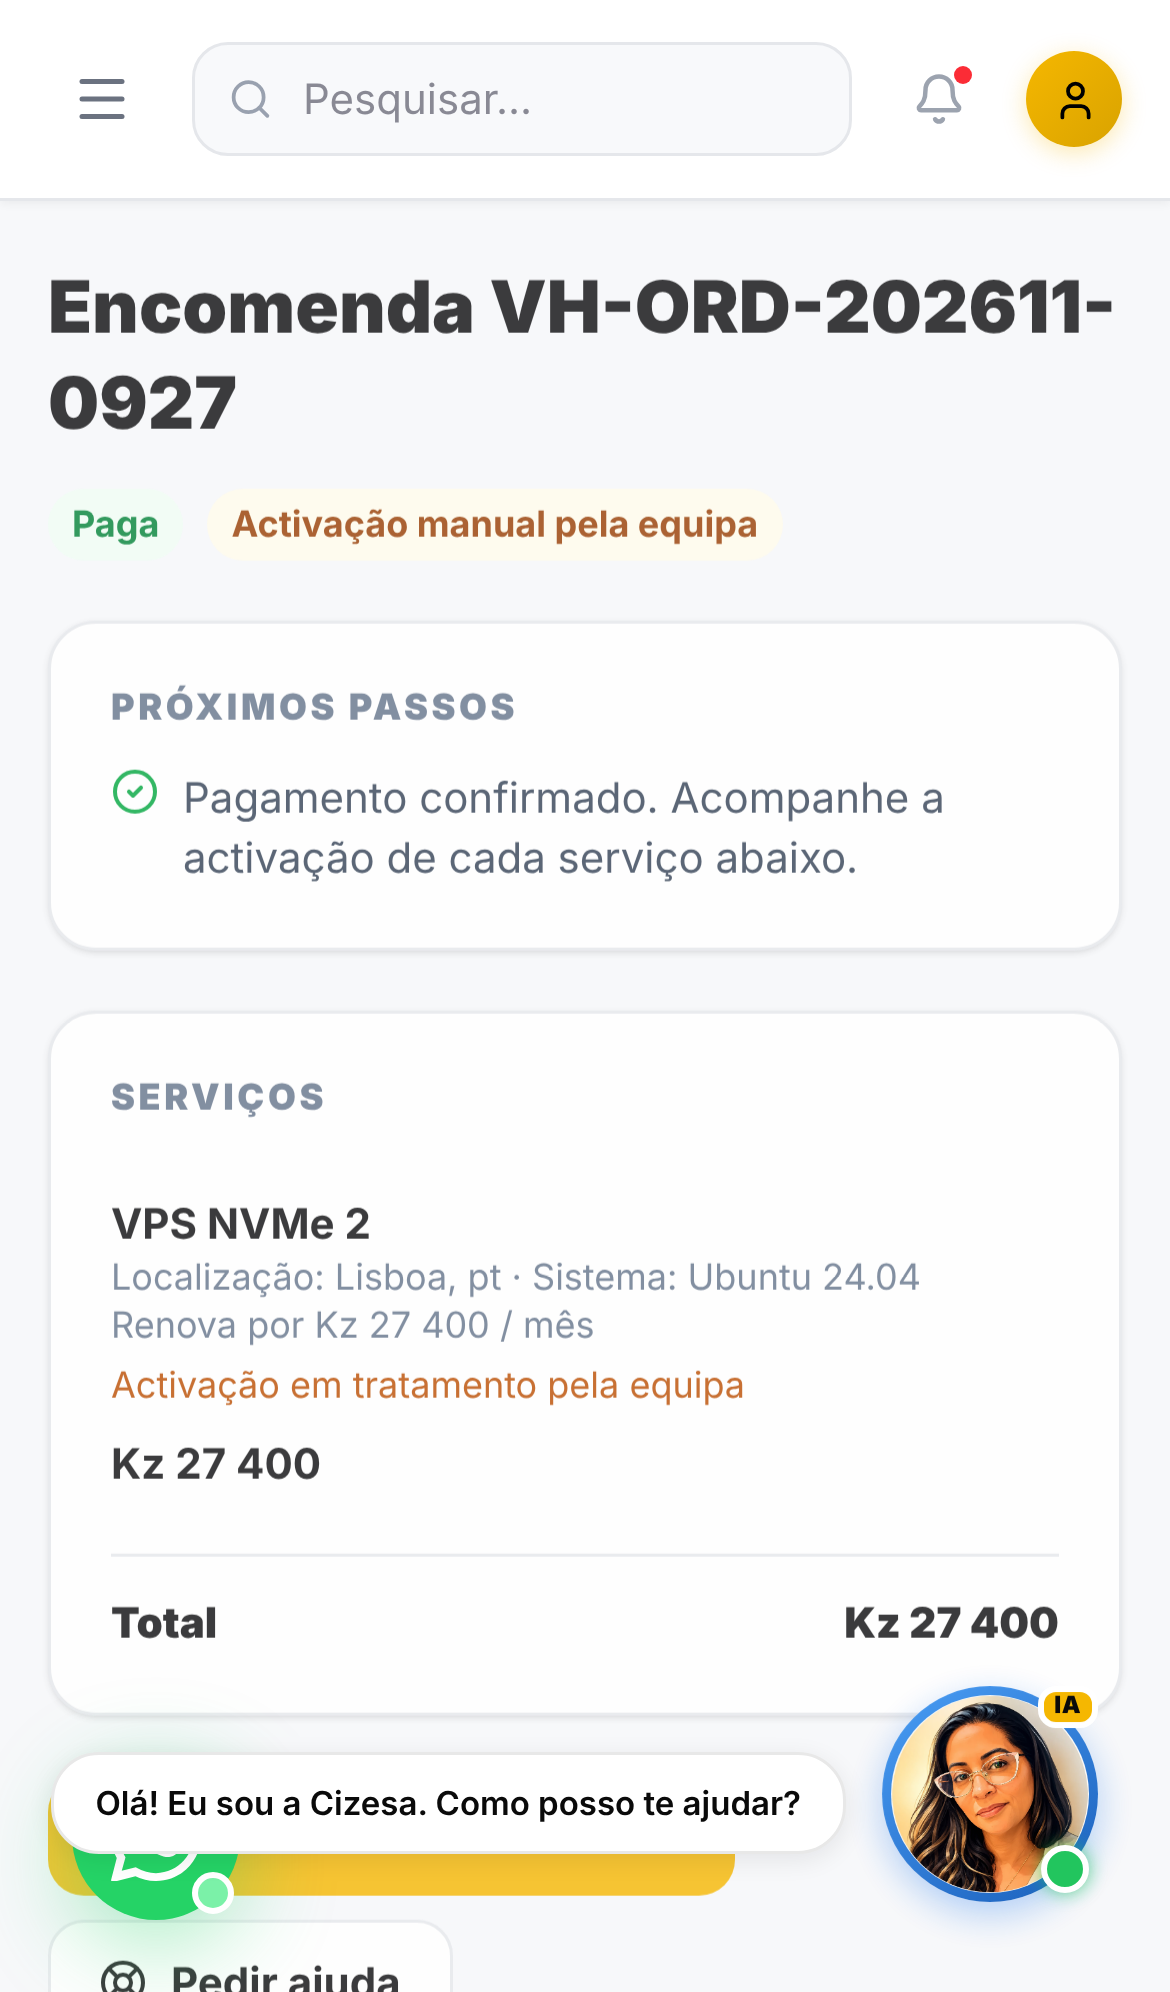 Pesquisar...
Encomenda VH-ORD-202611-
0927
Paga
Activação manual pela equipa
PRÓXIMOS PASSOS
Pagamento confirmado. Acompanhe a
activação de cada serviço abaixo.
SERVIÇOS
VPS NVMe 2
Localização: Lisboa, pt · Sistema: Ubuntu 24.04
Renova por Kz 27 400 / mês
Activação em tratamento pela equipa
Kz 27 400
Total Kz 27 400
IA
Olá! Eu sou a Cizesa. Como posso te ajudar?
Pedir ajuda